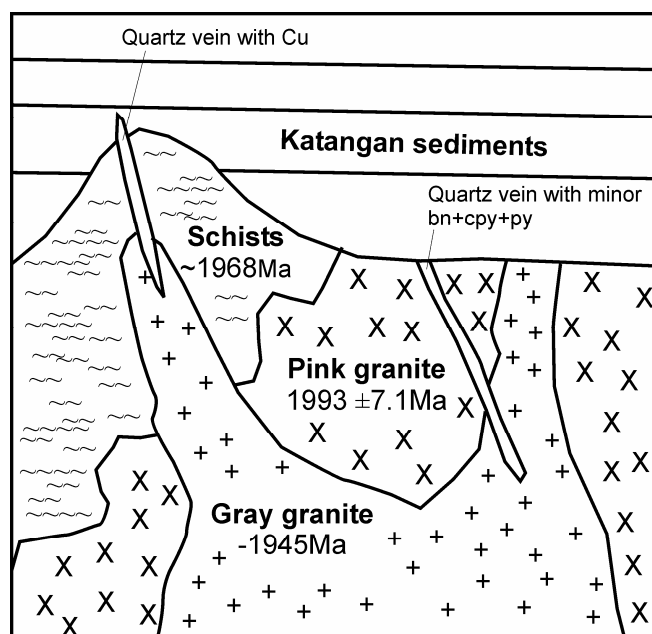 Quartz vein with Cu
Katangan sediments
Quartz vein with minor
bn+cpy+py
Schists
~1968Ma
Pink granite
1993 ±7.1Ma
Gray granite
-1945Ma